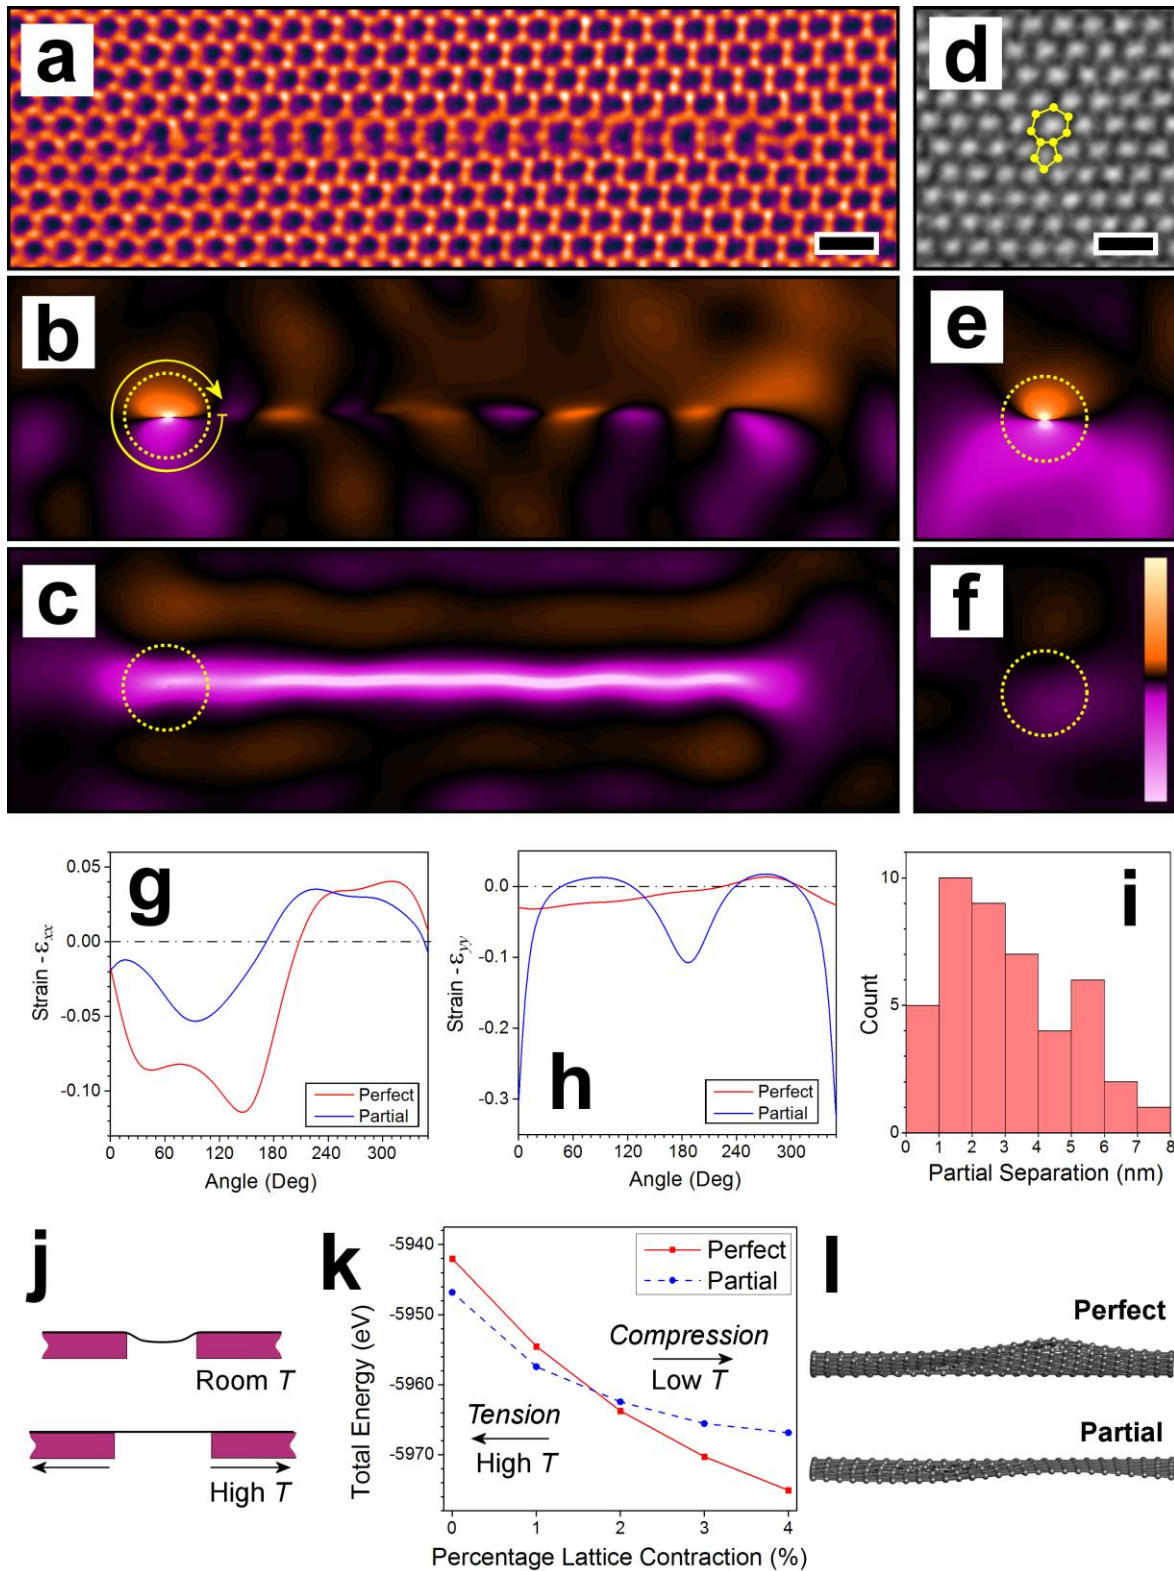 a
d
b
e
c
f
g
0.05
0.00
-0.05
-0.10
Strain - εxx
0 60 120 180 240 300
Angle (Deg)
Perfect
Partial
h
0.0
-0.1
-0.2
-0.3
Strain - εyy
0 60 120 180 240 300
Angle (Deg)
Perfect
Partial
i
10
5
0
Count
0 1 2 3 4 5 6 7 8
Partial Separation (nm)
j
Room T
High T
k
-5940
-5950
-5960
-5970
Total Energy (eV)
Perfect
Partial
Compression
Low T
Tension
High T
0 1 2 3 4
Percentage Lattice Contraction (%)
l
Perfect
Partial